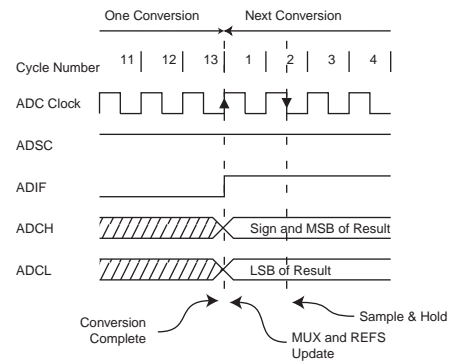 One Conversion
Next Conversion
Cycle Number
11
12
13
1
2
3
4
ADC Clock
ADSC
ADIF
ADCH
Sign and MSB of Result
ADCL
LSB of Result
Conversion
Complete
MUX and REFS
Update
Sample & Hold